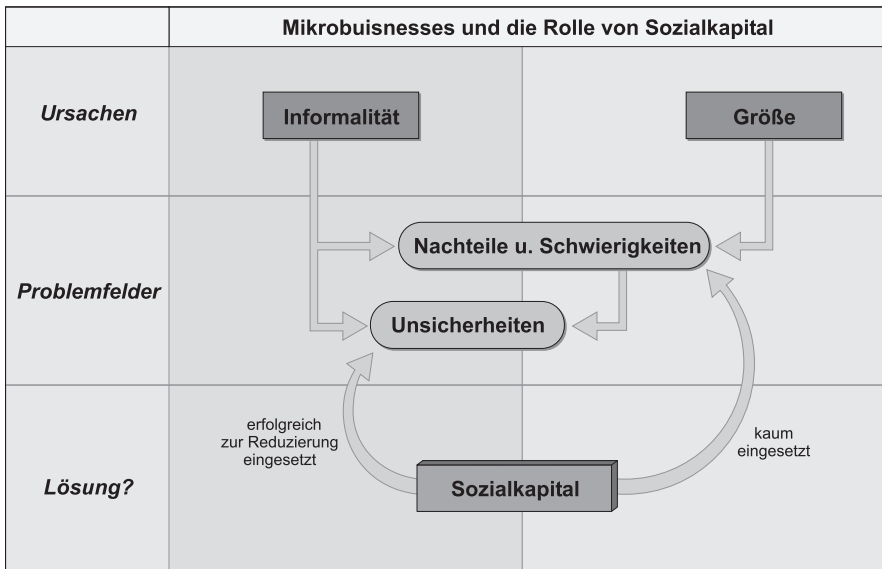 Mikrobuisnesses und die Rolle von Sozialkapital
Ursachen
Informalität
Größe
Problemfelder
Nachteile u. Schwierigkeiten
Unsicherheiten
Lösung?
erfolgreich
zur Reduzierung
eingesetzt
kaum
eingesetzt
Sozialkapital